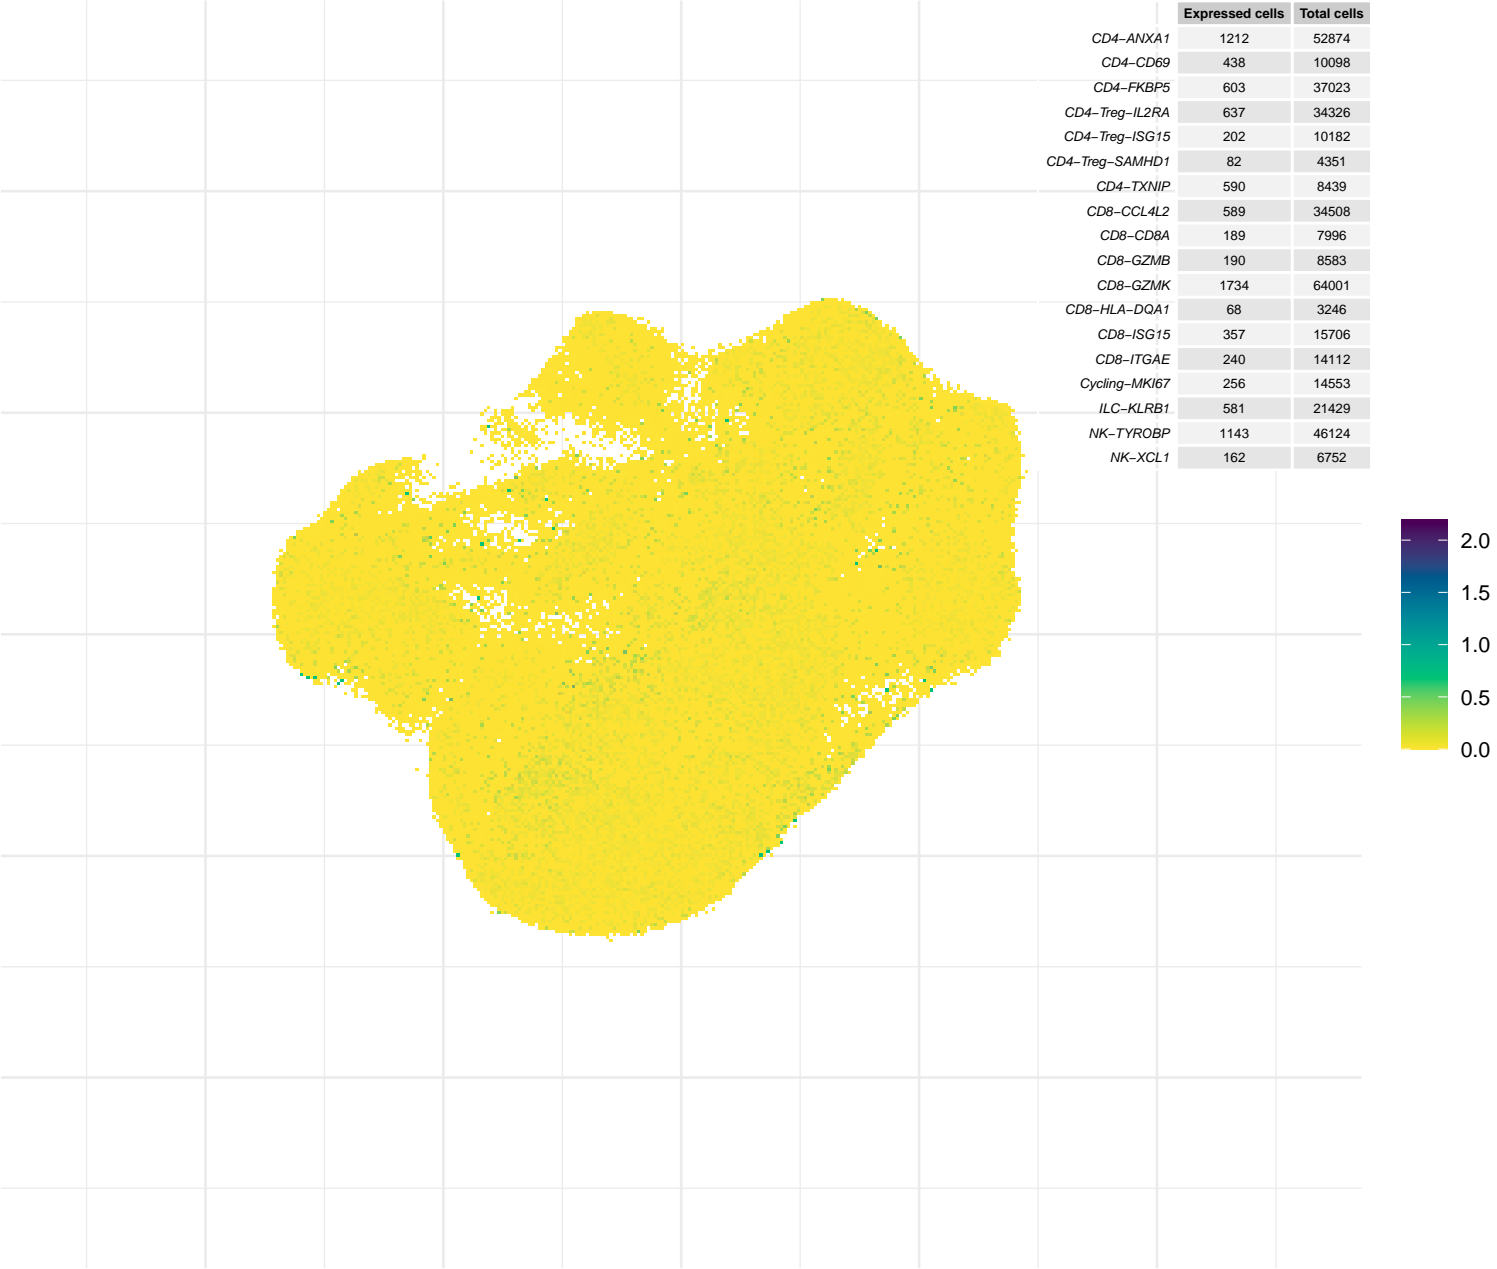 Expressed cells Total cells
CD4−ANXA1 1212 52874
CD4−CD69 438 10098
CD4−FKBP5 603 37023
CD4−Treg−IL2RA 637 34326
CD4−Treg−ISG15 202 10182
CD4−Treg−SAMHD1 82 4351
CD4−TXNIP 590 8439
CD8−CCL4L2 589 34508
CD8−CD8A 189 7996
CD8−GZMB 190 8583
CD8−GZMK 1734 64001
CD8−HLA−DQA1 68 3246
CD8−ISG15 357 15706
CD8−ITGAE 240 14112
Cycling−MKI67 256 14553
ILC−KLRB1 581 21429
NK−TYROBP 1143 46124
NK−XCL1 162 6752
2.0
1.5
1.0
0.5
0.0